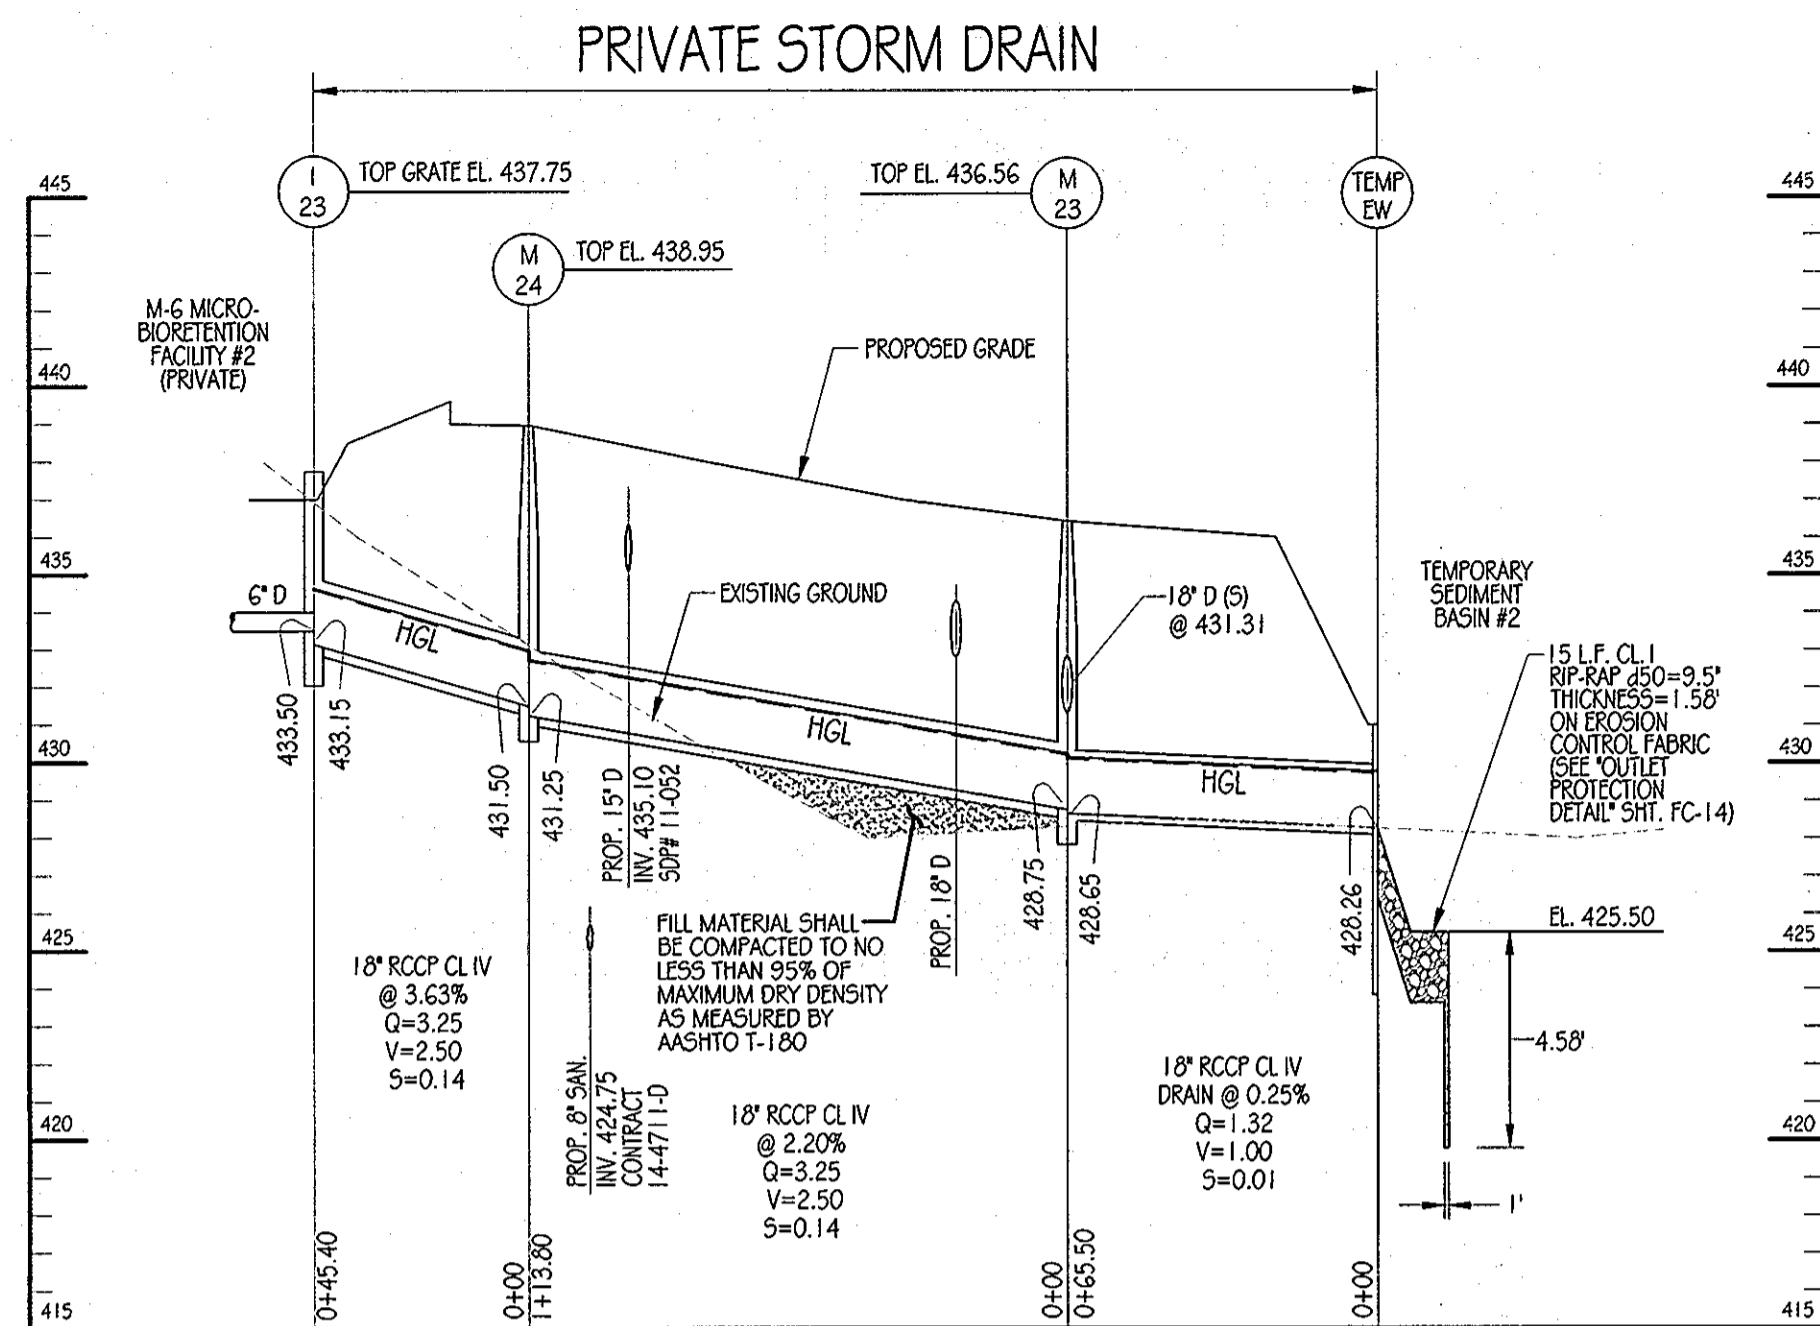 PRIVATE STORM DRAIN
I
23
TOP GRATE EL. 437.75
M
24
TOP EL. 438.95
TOP EL. 436.56
M
23
TEMP
EW
445
440
435
430
425
420
415
445
440
435
430
425
420
415
M-6 MICRO-
BIORETENTION
FACILITY #2
(PRIVATE)
PROPOSED GRADE
EXISTING GROUND
6" D
HGL
HGL
HGL
18" D (S)
@ 431.31
TEMPORARY
SEDIMENT
BASIN #2
15 L.F. CL.I
RIP-RAP d50=9.5"
THICKNESS=1.58'
ON EROSION
CONTROL FABRIC
(SEE "OUTLET
PROTECTION
DETAIL" SHT. FC-14)
433.50
433.15
431.50
431.25
PROP. 15" D
INV. 435.10
SDP# 11-052
PROP. 18" D
428.75
428.65
428.26
EL. 425.50
4.58'
1'
FILL MATERIAL SHALL
BE COMPACTED TO NO
LESS THAN 95% OF
MAXIMUM DRY DENSITY
AS MEASURED BY
AASHTO T-180
18" RCCP CL IV
@ 3.63%
Q=3.25
V=2.50
S=0.14
PROP. 8" SAN.
INV. 424.75
CONTRACT
14-4711-D
18" RCCP CL IV
@ 2.20%
Q=3.25
V=2.50
S=0.14
18" RCCP CL IV
DRAIN @ 0.25%
Q=1.32
V=1.00
S=0.01
0+45.40
0+00
1+13.80
0+00
0+65.50
0+00